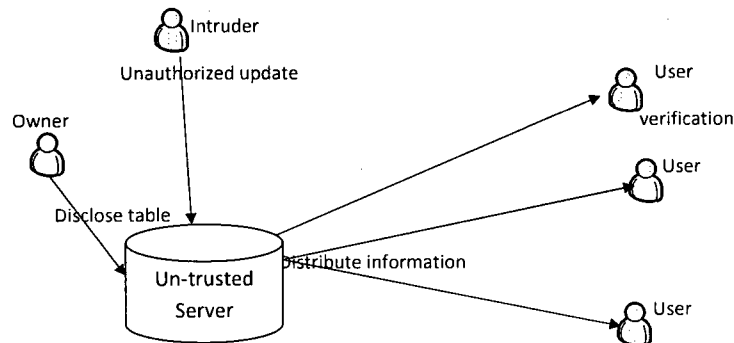 Intruder
Unauthorized update
User
Owner
verification
User
Disclose table
Distribute information
Un-trusted
Server
User